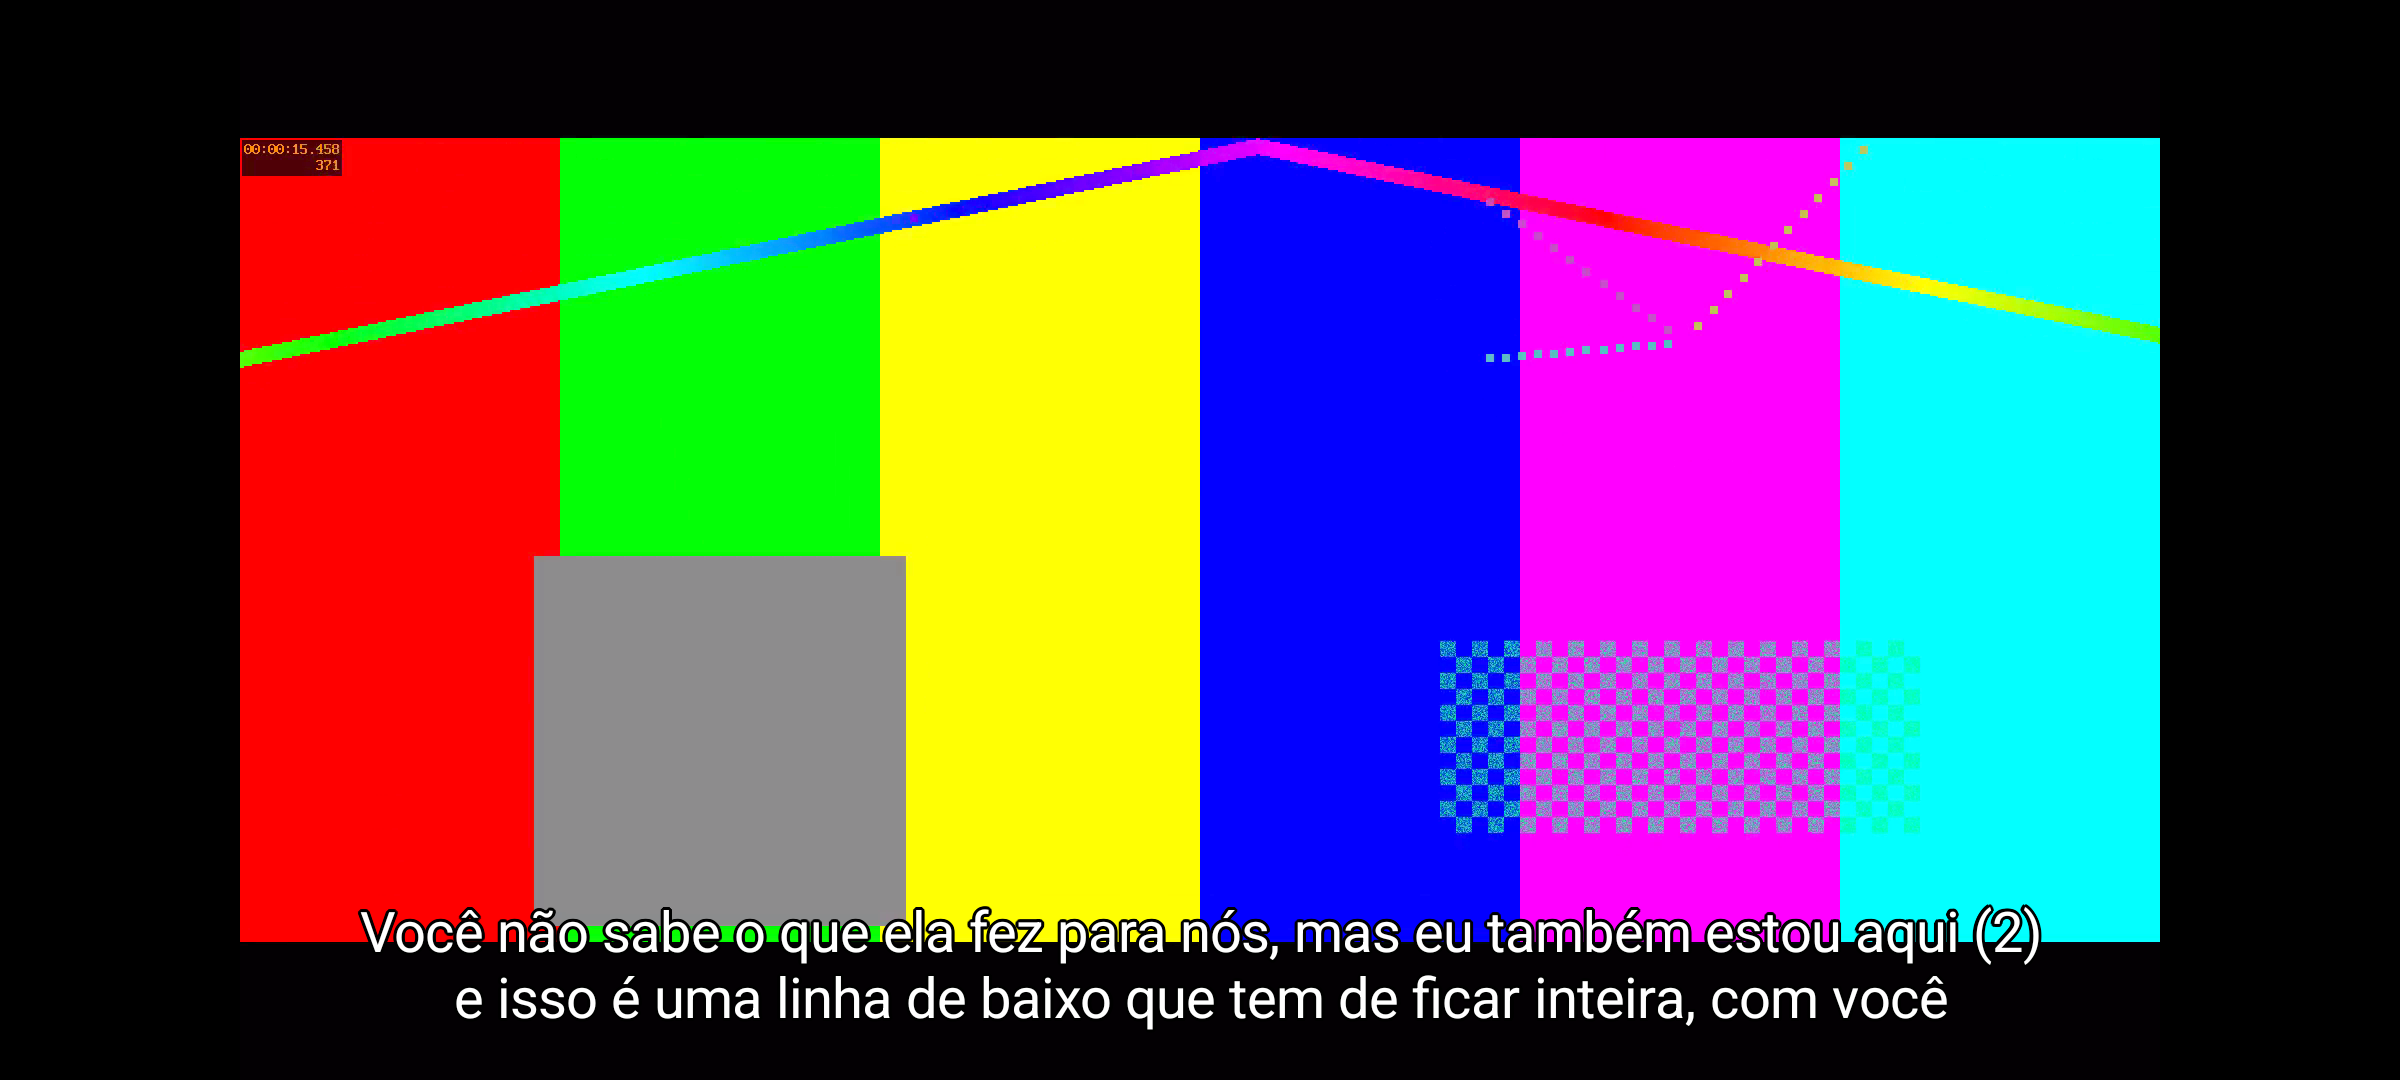 00:00:15.458
371
Você não sabe o que ela fez para nós, mas eu também estou aqui (2)
e isso é uma linha de baixo que tem de ficar inteira, com você